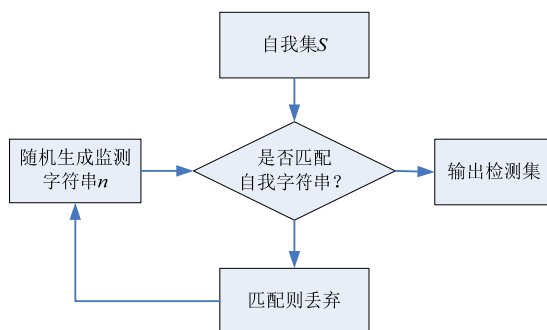 自我集S
随机生成监测
字符串n
是否匹配
自我字符串？
输出检测集
匹配则丢弃